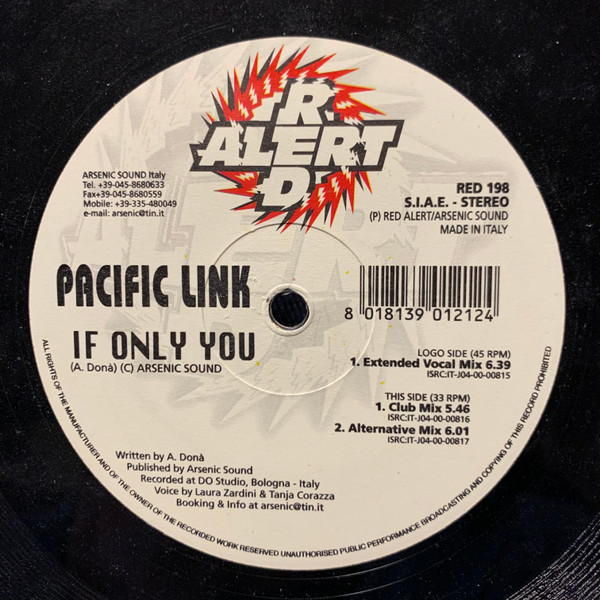 RED
ALERT
ARSENIC SOUND Italy
Tel. +39-045-8680633
Fax+39-045-8680559
Mobile: +39-335-480049
e-mail: arsenic@tin.it
RED 198
S.I.A.E. - STEREO
(P) RED ALERT/ARSENIC SOUND
MADE IN ITALY
PACIFIC LINK
IF ONLY YOU
(A. Donà) (C) ARSENIC SOUND
8 018139 012124
LOGO SIDE (45 RPM)
1. Extended Vocal Mix 6.39
ISRC:IT-J04-00-00815
THIS SIDE (33 RPM)
1. Club Mix 5.46
ISRC:IT-J04-00-00816
2. Alternative Mix 6.01
ISRC:IT-J04-00-00817
Written by A. Donà
Published by Arsenic Sound
Recorded at DO Studio, Bologna - Italy
Voice by Laura Zardini & Tanja Corazza
Booking & Info at arsenic@tin.it
ALL RIGHTS OF THE MANUFACTURER AND OF THE OWNER OF THE RECORDED WORK RESERVED UNAUTHORISED PUBLIC PERFORMANCE BROADCASTING AND COPYING OF THIS RECORD PROHIBITED